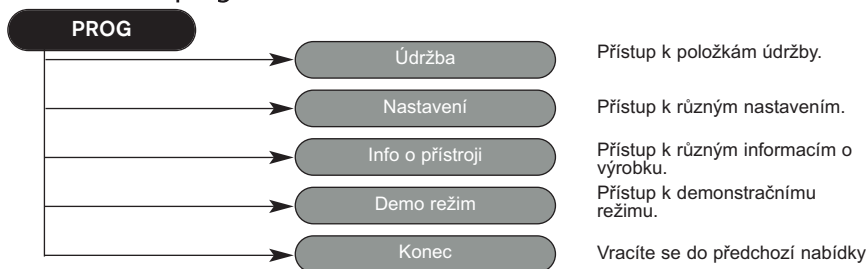 PROG
Údržba
Přístup k položkám údržby.
Nastavení
Přístup k různým nastavením.
Info o přístroji
Přístup k různým informacím o
výrobku.
Demo režim
Přístup k demonstračnímu
režimu.
Konec
Vracíte se do předchozí nabídky